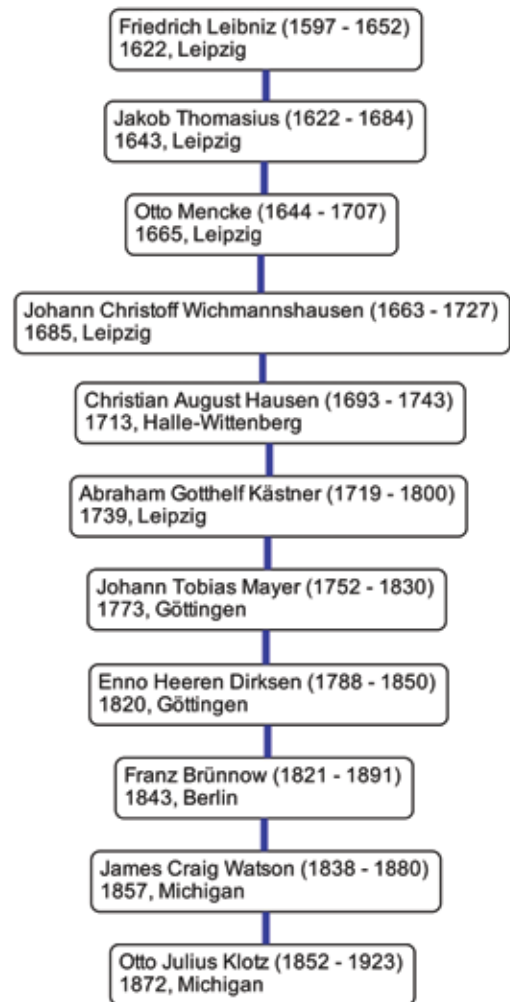 Friedrich Leibniz (1597 - 1652)
1622, Leipzig
Jakob Thomasius (1622 - 1684)
1643, Leipzig
Otto Mencke (1644 - 1707)
1665, Leipzig
Johann Christoff Wichmannshausen (1663 - 1727)
1685, Leipzig
Christian August Hausen (1693 - 1743)
1713, Halle-Wittenberg
Abraham Gotthelf Kästner (1719 - 1800)
1739, Leipzig
Johann Tobias Mayer (1752 - 1830)
1773, Göttingen
Enno Heeren Dirksen (1788 - 1850)
1820, Göttingen
Franz Brünnow (1821 - 1891)
1843, Berlin
James Craig Watson (1838 - 1880)
1857, Michigan
Otto Julius Klotz (1852 - 1923)
1872, Michigan